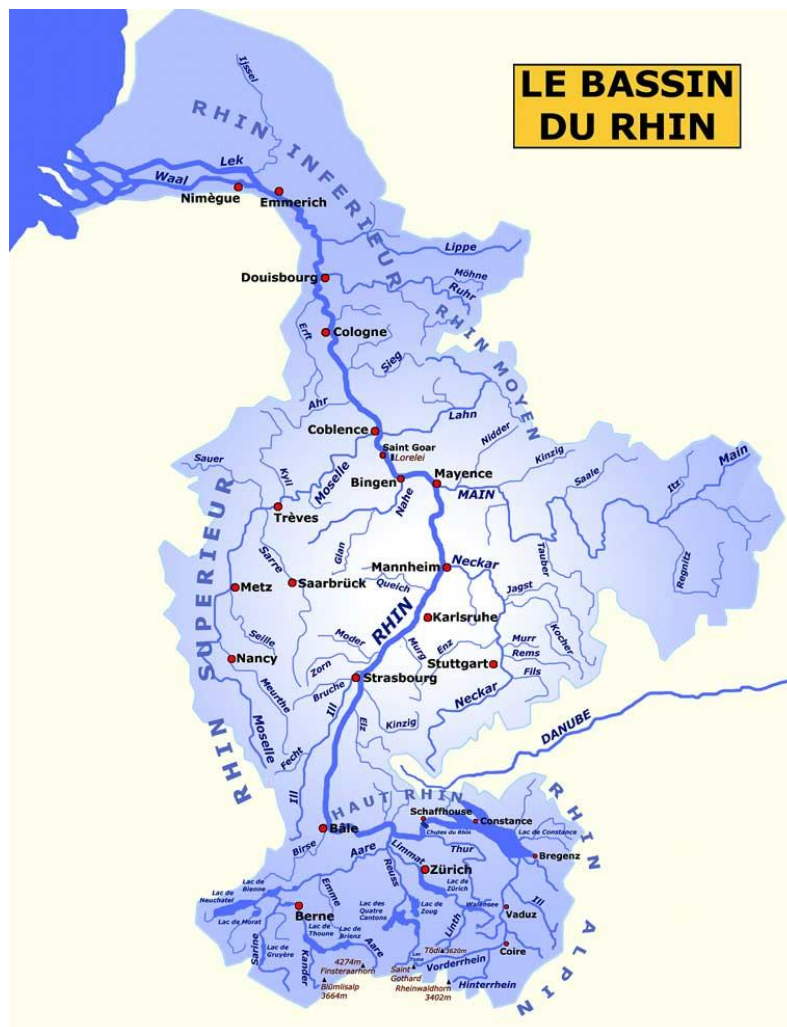 LE BASSIN
DU RHIN
Ijssel
RHIN INFERIEUR
Lek
Waal
Nimègue
Emmerich
Lippe
Douisbourg
Möhne
Ruhr
RHIN MOYEN
Erft
Cologne
Sieg
Ahr
Lahn
Coblence
Nidder
Saint Goar
Lorelei
Kinzig
Main
Sauer
Kyll
Moselle
Bingen
Nahe
Mayence
MAIN
Saale
Itz
Trèves
RHIN SUPERIEUR
Sarre
Glan
Mannheim
Neckar
Tauber
Regnitz
Metz
Saarbrück
Queich
Jagst
RHIN
Karlsruhe
Kocher
Seille
Moder
Murg
Enz
Murr
Rems
Nancy
Zorn
Stuttgart
Fils
Strasbourg
Meurthe
Bruche
Neckar
Moselle
Ill
Elz
Kinzig
DANUBE
Fecht
Ill
HAUT RHIN
RHIN ALPIN
Schaffhouse
Constance
Bâle
Chutes du Rhin
Lac de Constance
Birse
Aare
Limmat
Thur
Bregenz
Reuss
Zürich
Lac de
Bienne
Lac de
Neuchatel
Emme
Lac de
Zürich
Ill
Berne
Lac des
Quatre
Cantons
Lac de
Zoug
Walensee
Vaduz
Lac de Morat
Lac de
Thoune
Lac de
Brienz
Linth
Sarine
Lac de
Gruyère
Kander
Aare
Tödi
3620m
Coire
4274m
Finsteraarhorn
Lac
Toma
Vorderrhein
Blümlisalp
3664m
Saint
Gothard
Rheinwaldhorn
3402m
Hinterrhein